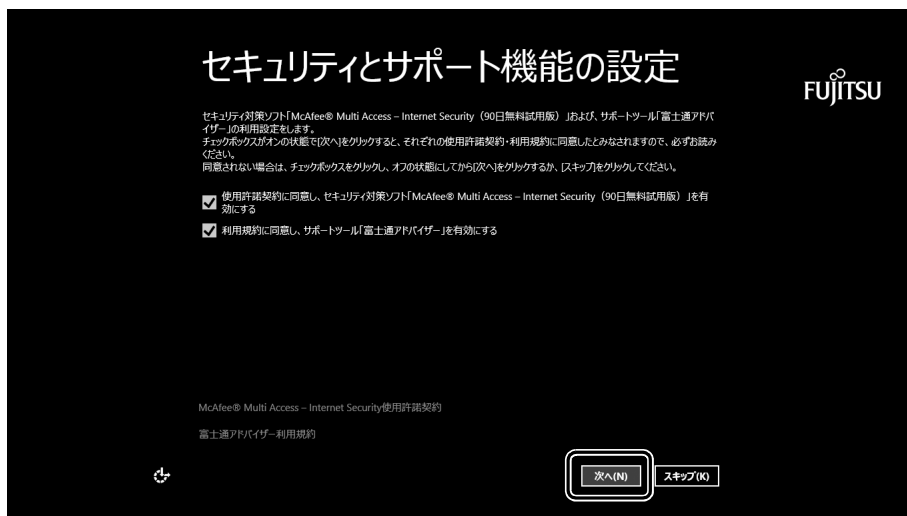 セキュリティとサポート機能の設定
FUJITSU
セキュリティ対策ソフト「McAfee® Multi Access – Internet Security（90日無料試用版）」および、サポートツール「富士通アドバ
イザー」の利用設定をします。
チェックボックスがオンの状態で[次へ]をクリックすると、それぞれの使用許諾契約・利用規約に同意したとみなされますので、必ずお読み
ください。
同意されない場合は、チェックボックスをクリックし、オフの状態にしてから[次へ]をクリックするか、[スキップ]をクリックしてください。
使用許諾契約に同意し、セキュリティ対策ソフト「McAfee® Multi Access – Internet Security（90日無料試用版）」を有
効にする
利用規約に同意し、サポートツール「富士通アドバイザー」を有効にする
McAfee® Multi Access – Internet Security使用許諾契約
富士通アドバイザー利用規約
次へ(N)
スキップ(K)